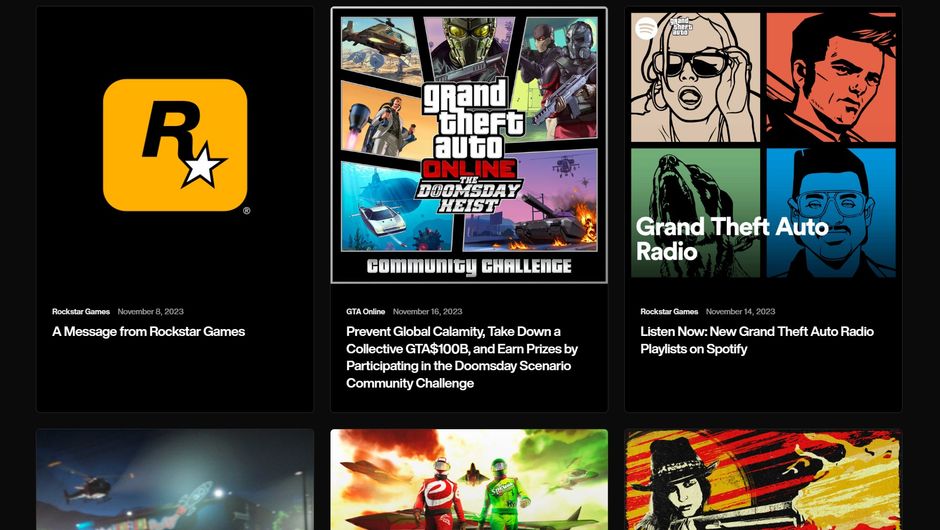 R
®
grand
theft
auto
ONLINE
THE
DOOMSDAY
HEIST
COMMUNITY CHALLENGE
grand
theft
auto
Grand Theft Auto
Radio
Rockstar Games November 8, 2023
A Message from Rockstar Games
GTA Online November 16, 2023
Prevent Global Calamity, Take Down a
Collective GTA$100B, and Earn Prizes by
Participating in the Doomsday Scenario
Community Challenge
Rockstar Games November 14, 2023
Listen Now: New Grand Theft Auto Radio
Playlists on Spotify